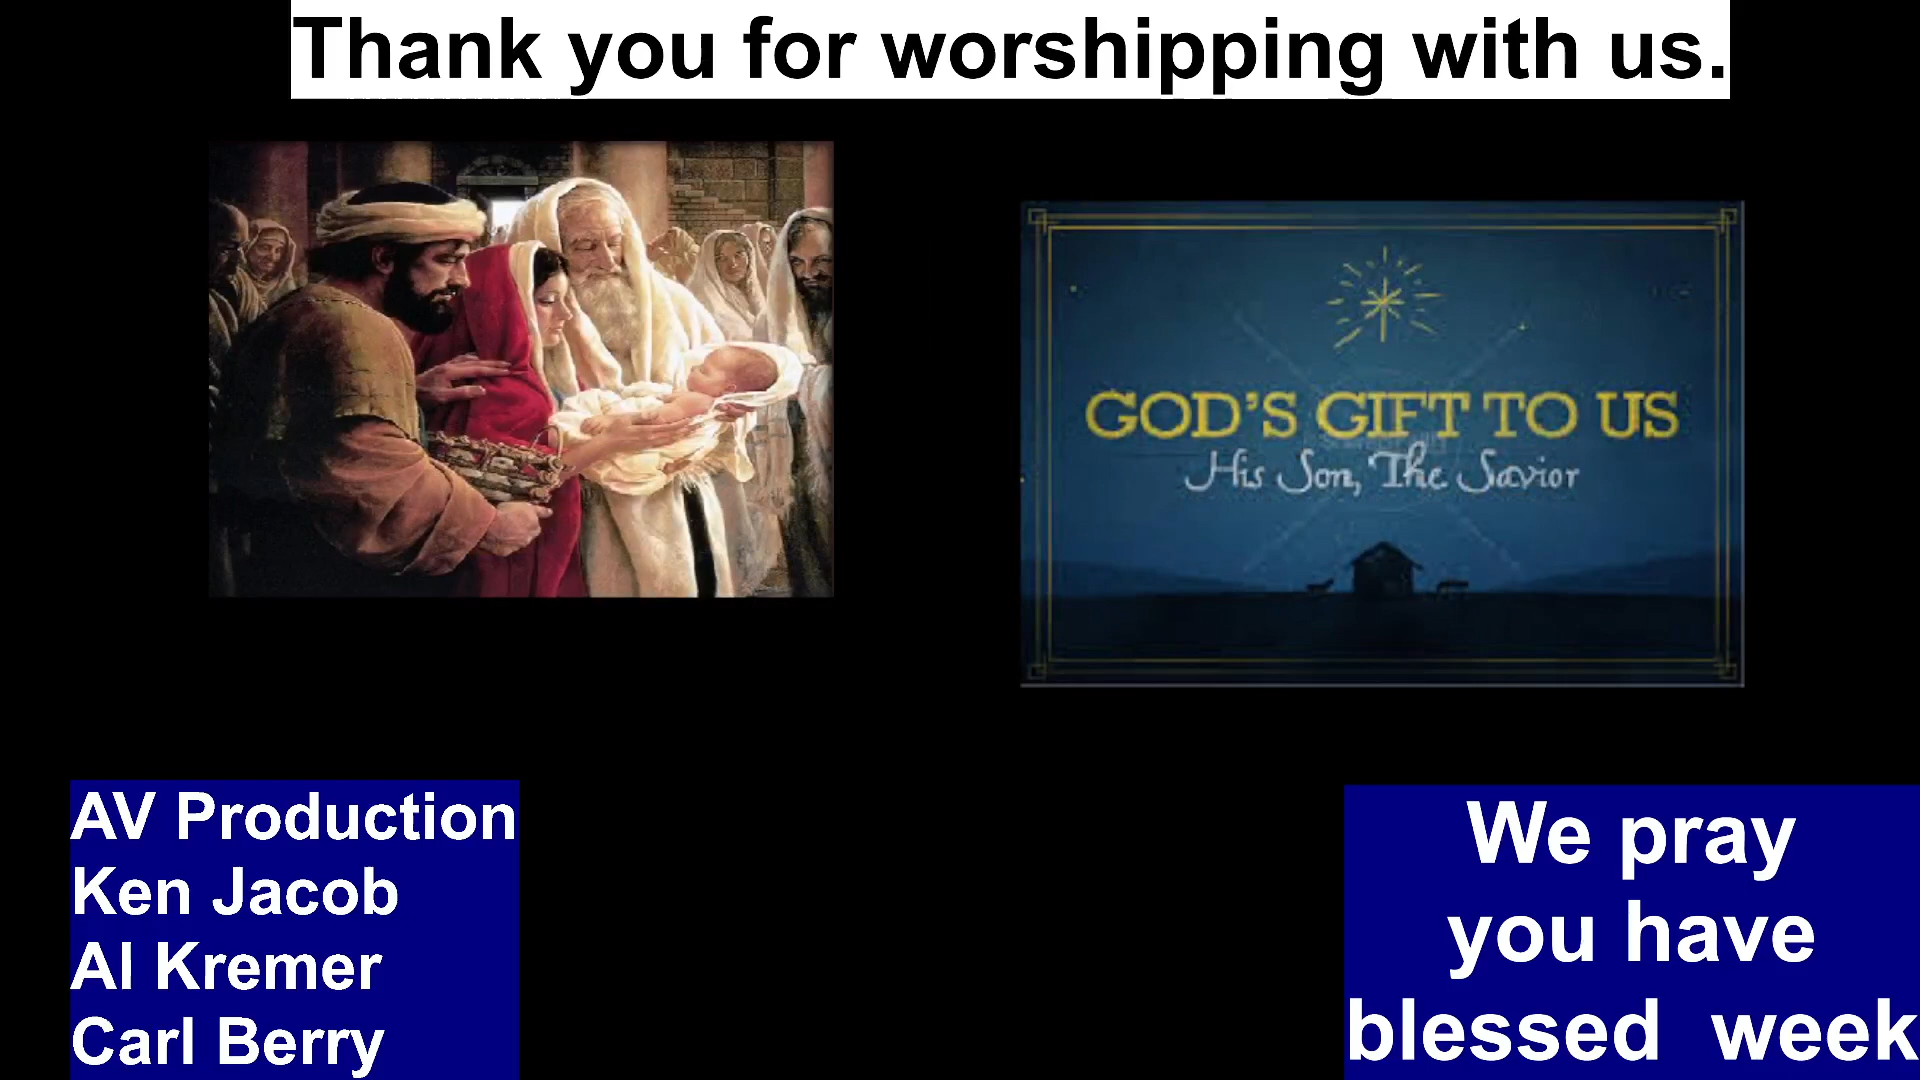 Thank you for worshipping with us.
GOD'S GIFT TO US
His Son, The Savior
AV Production
Ken Jacob
Al Kremer
Carl Berry
We pray
you have
blessed  week